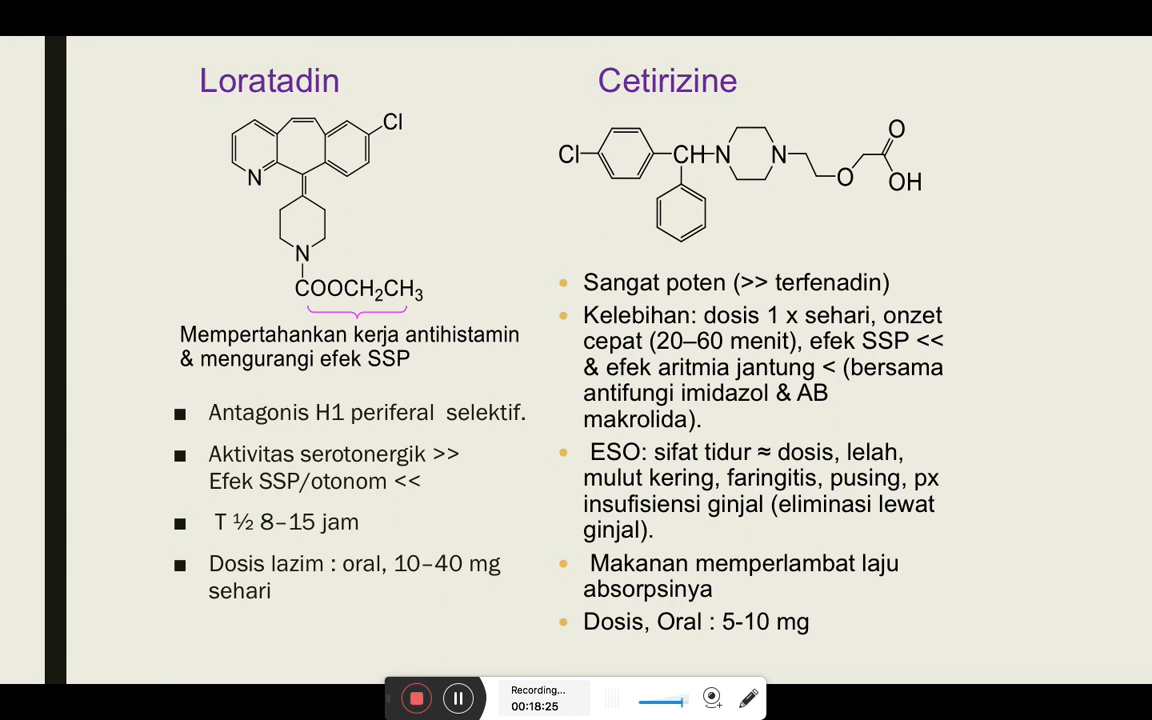 Loratadin
Cl
N
N
COOCH₂CH₃
Mempertahankan kerja antihistamin
& mengurangi efek SSP
■ Antagonis H1 periferal selektif.
■ Aktivitas serotonergik >>
Efek SSP/otonom <<
■ T ½ 8–15 jam
■ Dosis lazim : oral, 10–40 mg
sehari
Cetirizine
Cl
CH
N
N
O
O
OH
• Sangat poten (>> terfenadin)
• Kelebihan: dosis 1 x sehari, onzet
cepat (20–60 menit), efek SSP <<
& efek aritmia jantung < (bersama
antifungi imidazol & AB
makrolida).
• ESO: sifat tidur ≈ dosis, lelah,
mulut kering, faringitis, pusing, px
insufisiensi ginjal (eliminasi lewat
ginjal).
• Makanan memperlambat laju
absorpsinya
• Dosis, Oral : 5-10 mg
Recording...
00:18:25